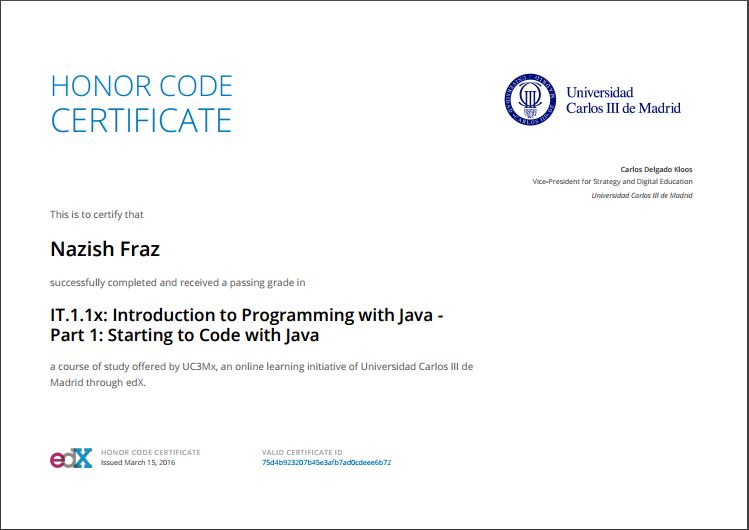 HONOR CODE
CERTIFICATE
Universidad
Carlos III de Madrid
Carlos Delgado Kloos
Vice-President for Strategy and Digital Education
Universidad Carlos III de Madrid
This is to certify that
Nazish Fraz
successfully completed and received a passing grade in
IT.1.1x: Introduction to Programming with Java -
Part 1: Starting to Code with Java
a course of study offered by UC3Mx, an online learning initiative of Universidad Carlos III de
Madrid through edX.
edX
HONOR CODE CERTIFICATE
Issued March 15, 2016
VALID CERTIFICATE ID
75d4b923207b45e3afb7ad0cdeee6b72